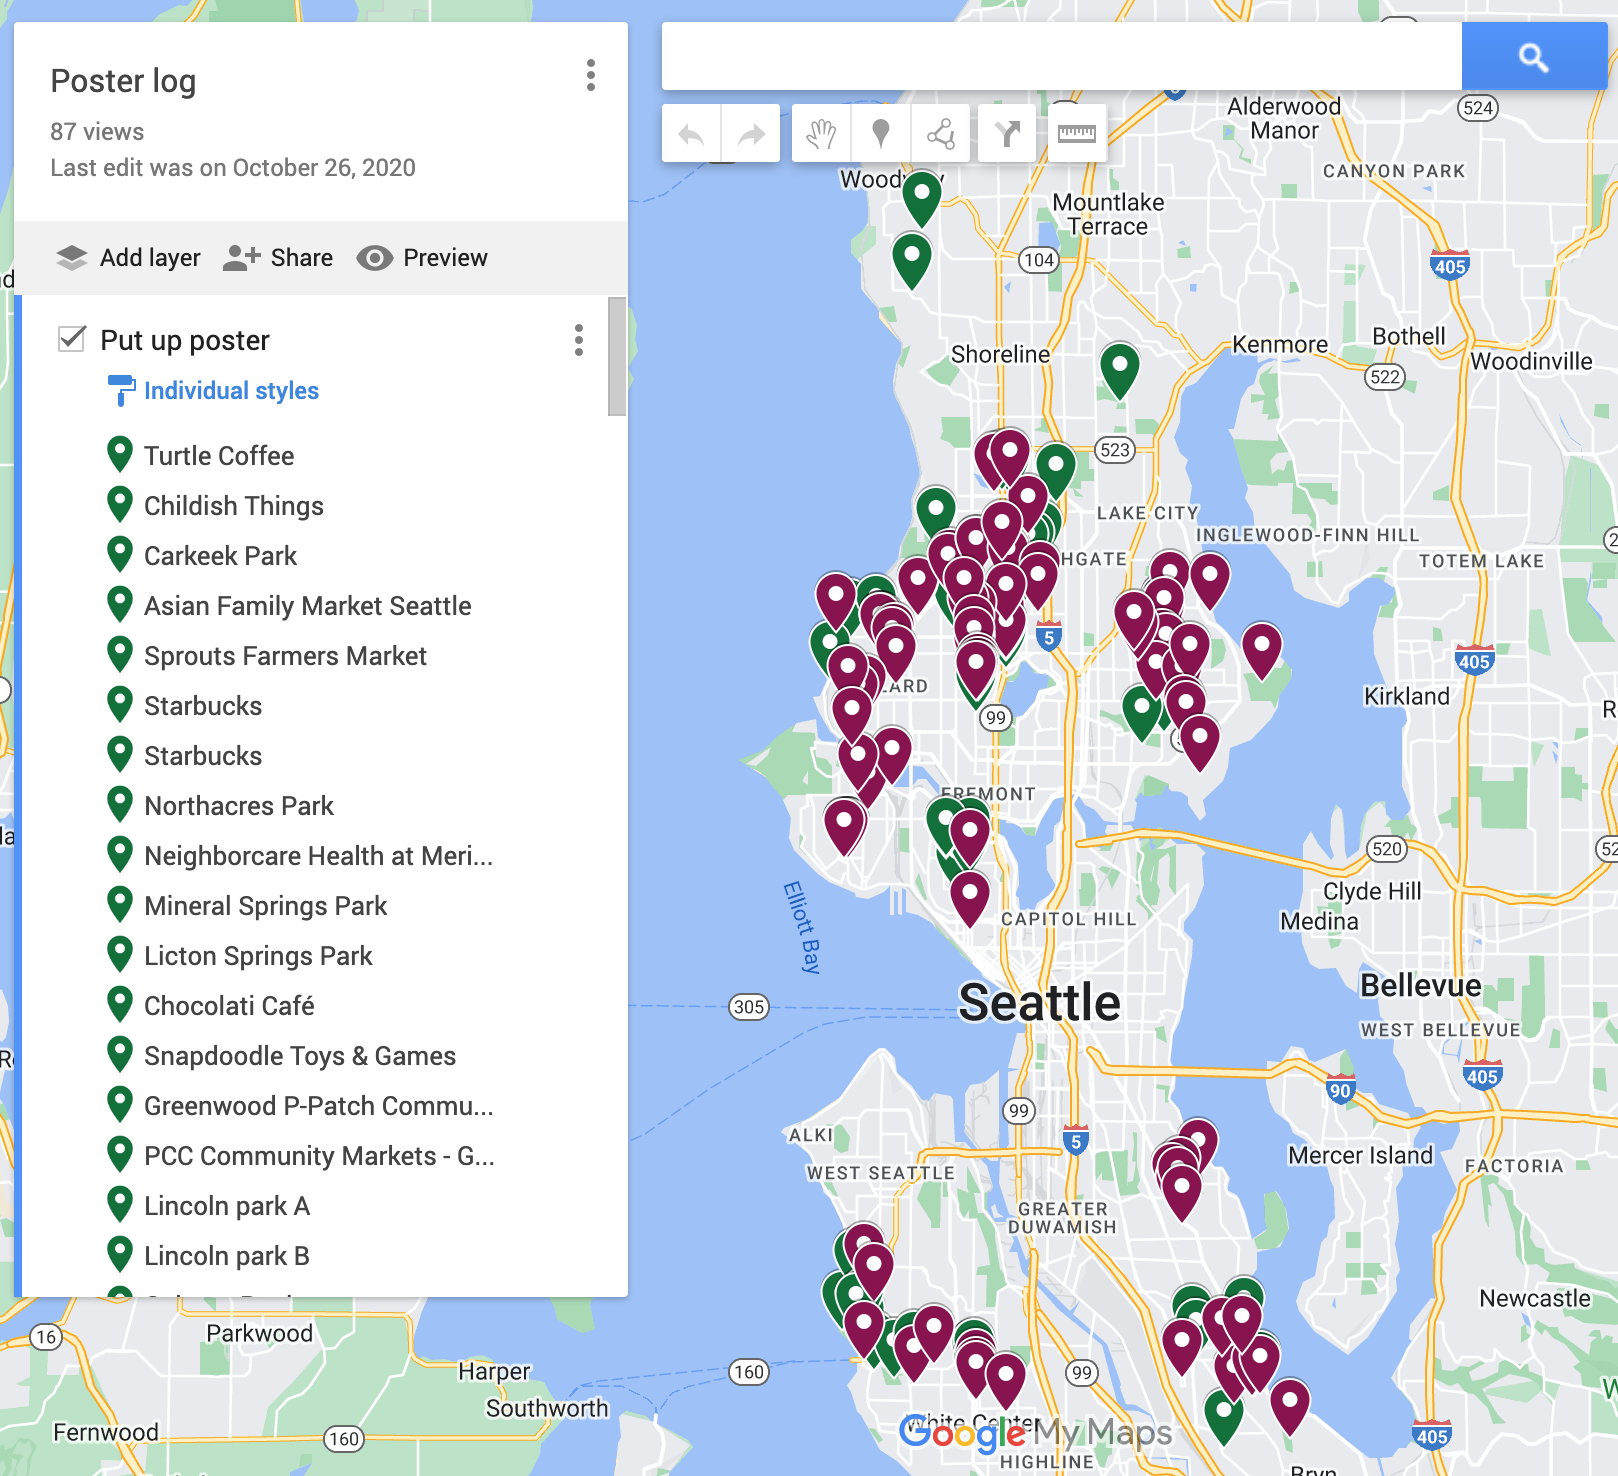 Poster log
87 views
Last edit was on October 26, 2020
Add layer
Share
Preview
Put up poster
Individual styles
Turtle Coffee
Childish Things
Carkeek Park
Asian Family Market Seattle
Sprouts Farmers Market
Starbucks
Starbucks
Northacres Park
Neighborcare Health at Meri...
Mineral Springs Park
Licton Springs Park
Chocolati Café
Snapdoodle Toys & Games
Greenwood P-Patch Commu...
PCC Community Markets - G...
Lincoln park A
Lincoln park B
Alderwood
Manor
524
CANYON PARK
Mountlake
Terrace
104
405
Shoreline
Kenmore
Bothell
Woodinville
522
523
LAKE CITY
INGLEWOOD-FINN HILL
HGATE
TOTEM LAKE
5
405
LARD
Kirkland
99
FREMONT
520
Clyde Hill
Medina
Elliott Bay
CAPITOL HILL
Seattle
Bellevue
WEST BELLEVUE
305
405
90
99
5
ALKI
WEST SEATTLE
Mercer Island
FACTORIA
GREATER
DUWAMISH
Newcastle
16
Parkwood
Harper
Southworth
160
99
Fernwood
160
White Center
Google My Maps
HIGHLINE
405
Bryn